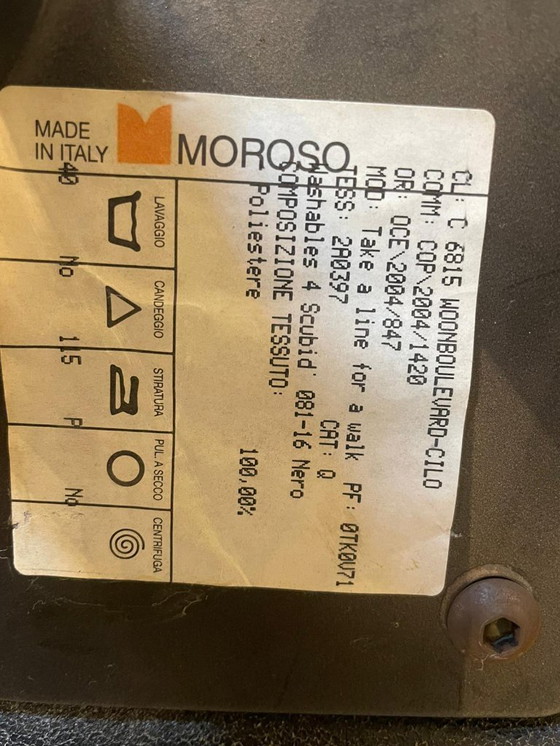 MADE
IN ITALY
MOROSO
CL: C 6815 WOONBOULEVARD-CILO
COMM: COP\2004/1420
OR: OCE\2004/847
MOD: Take a line for a walk PF: 0TK0V71
TESS: 2A0397 CAT: Q
Washables 4 Scubid' 081-16 Nero
COMPOSIZIONE TESSUTO:
Poliestere 100,00%
LAVAGGIO CANDEGGIO STIRATURA PUL. A SECCO CENTRIFUGA
40 No 115 P No